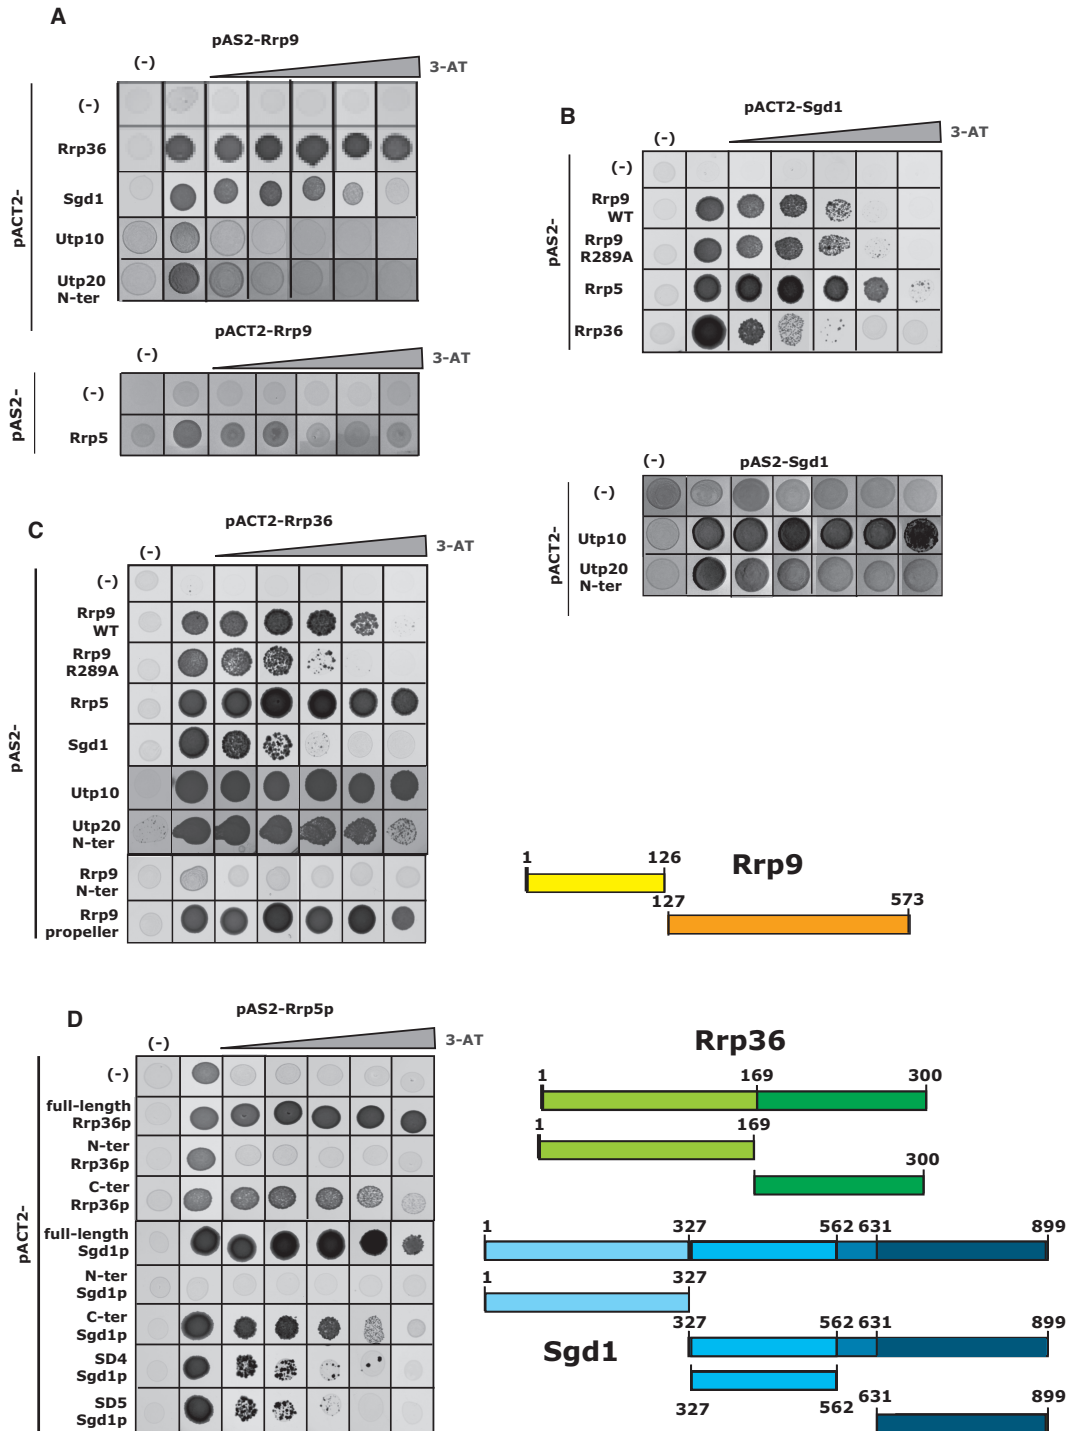 A
pAS2-Rrp9
(-)
3-AT
pACT2-
(-)
Rrp36
Sgd1
Utp10
Utp20
N-ter
pACT2-Rrp9
(-)
3-AT
pAS2-
(-)
Rrp5
B
pACT2-Sgd1
(-)
3-AT
pAS2-
(-)
Rrp9
WT
Rrp9
R289A
Rrp5
Rrp36
(-)
pAS2-Sgd1
pACT2-
(-)
Utp10
Utp20
N-ter
C
pACT2-Rrp36
(-)
3-AT
pAS2-
(-)
Rrp9
WT
Rrp9
R289A
Rrp5
Sgd1
Utp10
Utp20
N-ter
Rrp9
N-ter
Rrp9
propeller
1
126
Rrp9
127
573
D
pAS2-Rrp5p
(-)
3-AT
pACT2-
(-)
full-length
Rrp36p
N-ter
Rrp36p
C-ter
Rrp36p
full-length
Sgd1p
N-ter
Sgd1p
C-ter
Sgd1p
SD4
Sgd1p
SD5
Sgd1p
Rrp36
1 169 300
1 169
300
1 327 562 631 899
1 327
327 562 631 899
Sgd1
327 562 631 899